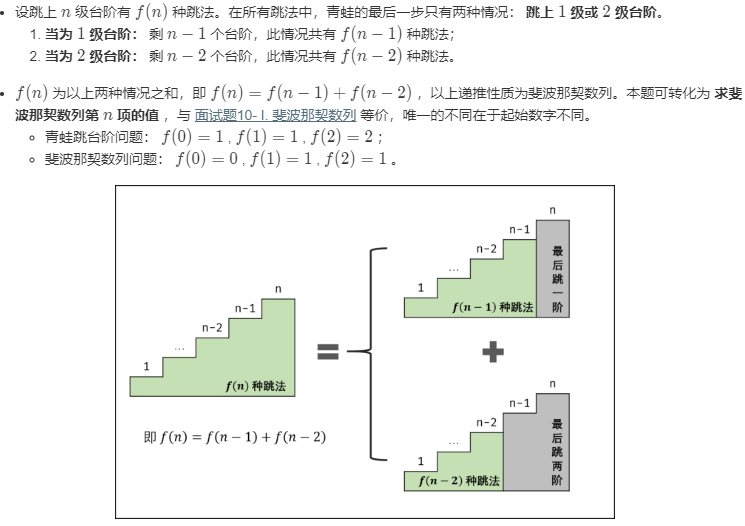 设跳上 n 级台阶有 f(n) 种跳法。在所有跳法中，青蛙的最后一步只有两种情况： 跳上 1 级或 2 级台阶。
1. 当为 1 级台阶： 剩 n − 1 个台阶，此情况共有 f(n − 1) 种跳法；
2. 当为 2 级台阶： 剩 n − 2 个台阶，此情况共有 f(n − 2) 种跳法。
f(n) 为以上两种情况之和，即 f(n) = f(n − 1) + f(n − 2) ，以上递推性质为斐波那契数列。本题可转化为 求斐
波那契数列第 n 项的值 ，与 面试题10- I. 斐波那契数列 等价，唯一的不同在于起始数字不同。
青蛙跳台阶问题： f(0) = 1 , f(1) = 1 , f(2) = 2 ；
斐波那契数列问题： f(0) = 0 , f(1) = 1 , f(2) = 1 。
1
...
n-2
n-1
n
f(n) 种跳法
即 f(n) = f(n − 1) + f(n − 2)
=
1
...
n-2
n-1
n
f(n − 1) 种跳法
最后跳一阶
+
1
...
n-2
n-1
n
f(n − 2) 种跳法
最后跳两阶